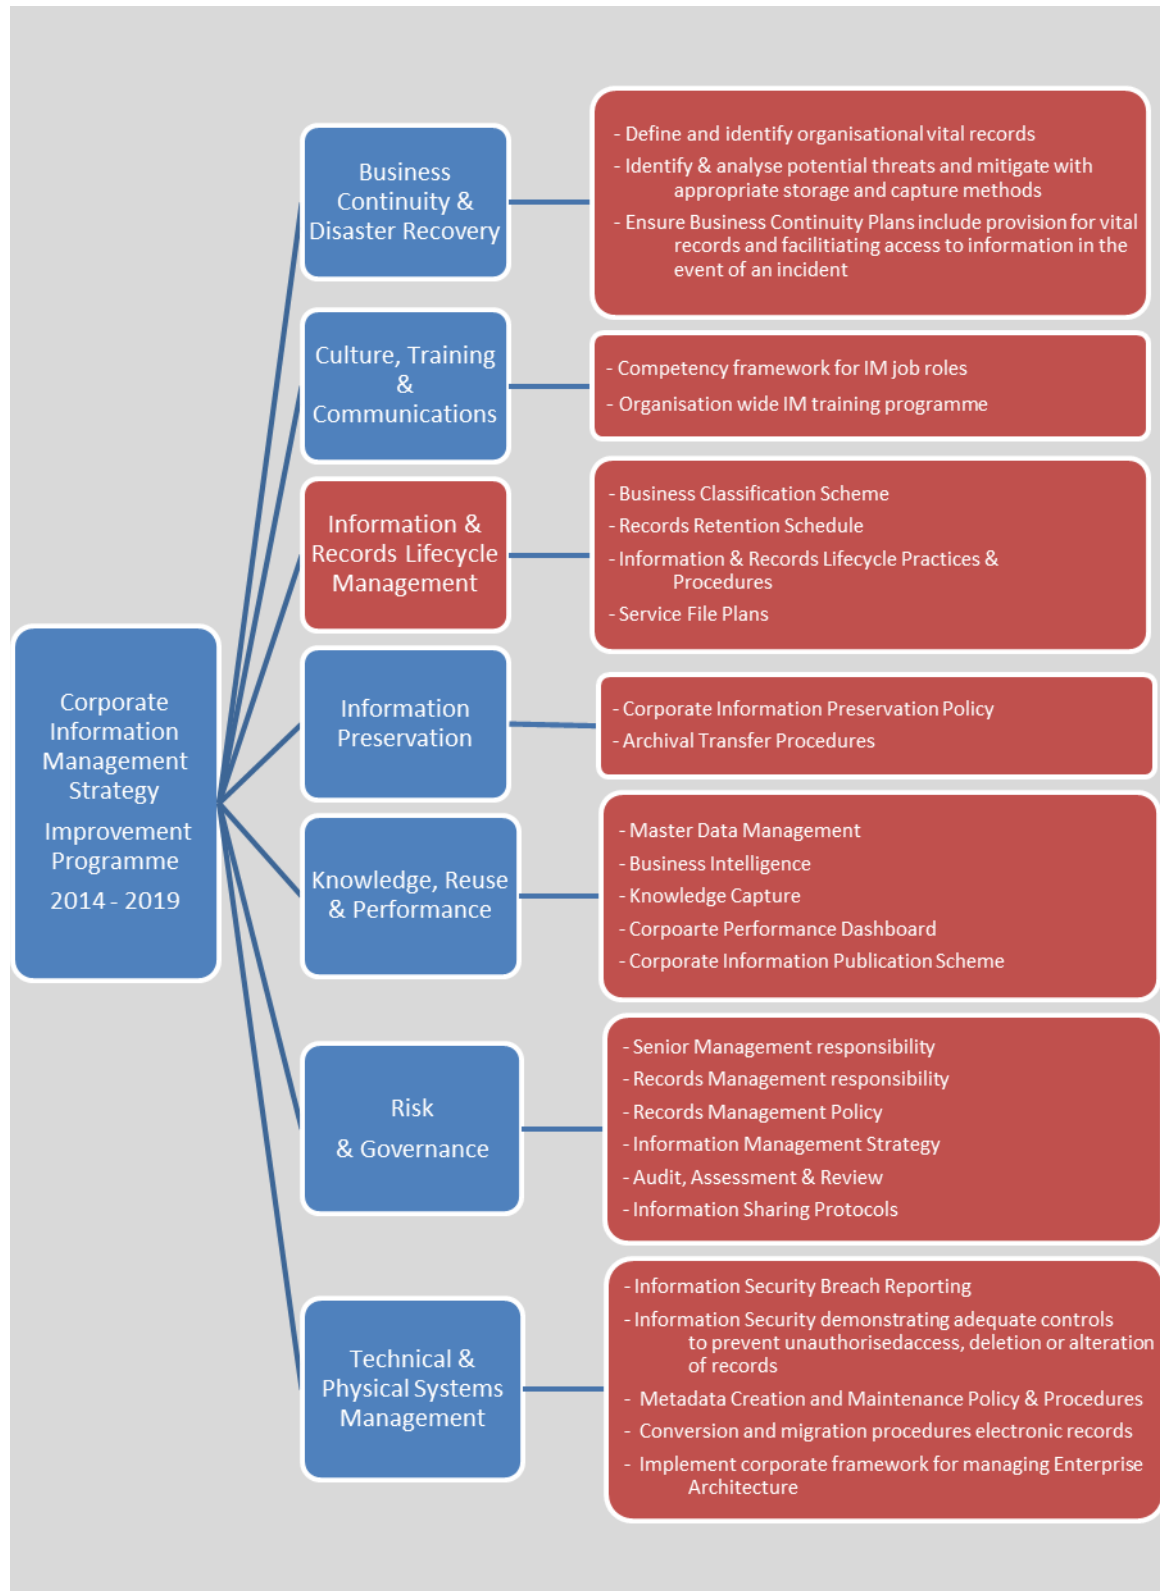 Corporate
Information
Management
Strategy
Improvement
Programme
2014 - 2019
Business
Continuity &
Disaster Recovery
- Define and identify organisational vital records
- Identify & analyse potential threats and mitigate with
appropriate storage and capture methods
- Ensure Business Continuity Plans include provision for vital
records and facilitiating access to information in the
event of an incident
Culture, Training
&
Communications
- Competency framework for IM job roles
- Organisation wide IM training programme
Information &
Records Lifecycle
Management
- Business Classification Scheme
- Records Retention Schedule
- Information & Records Lifecycle Practices &
Procedures
- Service File Plans
Information
Preservation
- Corporate Information Preservation Policy
- Archival Transfer Procedures
Knowledge, Reuse
& Performance
- Master Data Management
- Business Intelligence
- Knowledge Capture
- Corpoarte Performance Dashboard
- Corporate Information Publication Scheme
Risk
& Governance
- Senior Management responsibility
- Records Management responsibility
- Records Management Policy
- Information Management Strategy
- Audit, Assessment & Review
- Information Sharing Protocols
Technical &
Physical Systems
Management
- Information Security Breach Reporting
- Information Security demonstrating adequate controls
to prevent unauthorisedaccess, deletion or alteration
of records
- Metadata Creation and Maintenance Policy & Procedures
- Conversion and migration procedures electronic records
- Implement corporate framework for managing Enterprise
Architecture